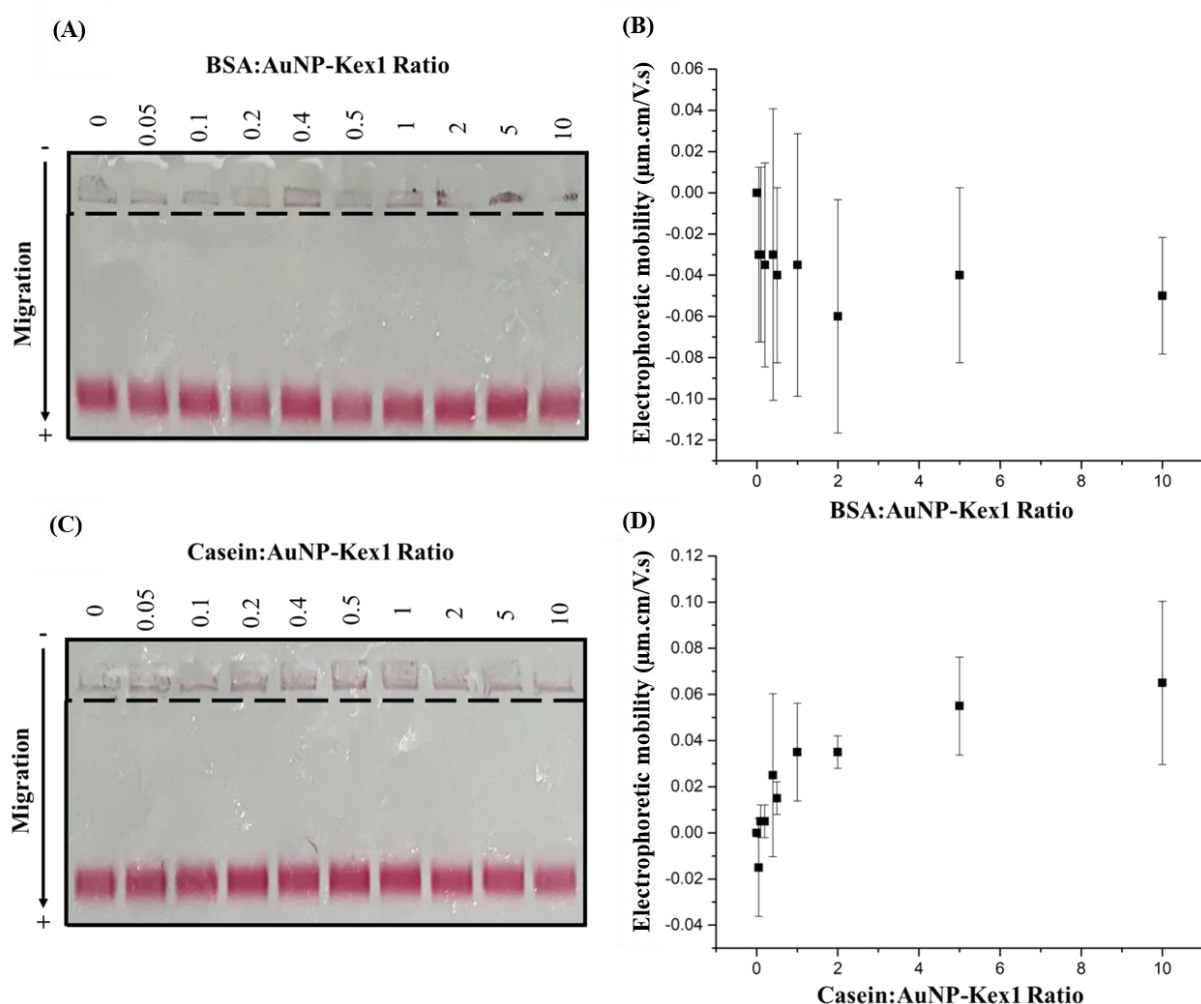 (A)
BSA:AuNP-Kex1 Ratio
0 0.05 0.1 0.2 0.4 0.5 1 2 5 10
-
Migration
+
(B)
Electrophoretic mobility (µm.cm/V.s)
0.06
0.04
0.02
0.00
-0.02
-0.04
-0.06
-0.08
-0.10
-0.12
0 2 4 6 8 10
BSA:AuNP-Kex1 Ratio
(C)
Casein:AuNP-Kex1 Ratio
0 0.05 0.1 0.2 0.4 0.5 1 2 5 10
-
Migration
+
(D)
Electrophoretic mobility (µm.cm/V.s)
0.12
0.10
0.08
0.06
0.04
0.02
0.00
-0.02
-0.04
0 2 4 6 8 10
Casein:AuNP-Kex1 Ratio